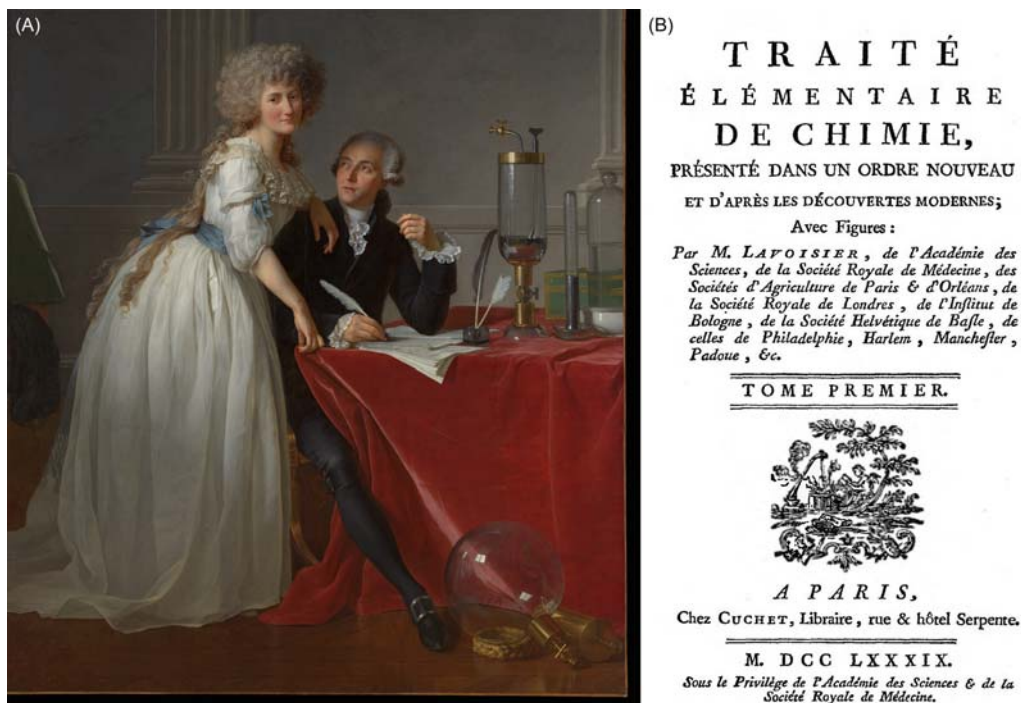 (A)
(B)
TRAITÉ
ÉLÉMENTAIRE
DE CHIMIE,
PRÉSENTÉ DANS UN ORDRE NOUVEAU
ET D'APRÈS LES DÉCOUVERTES MODERNES;
Avec Figures :
Par M. LAVOISIER, de l'Académie des
Sciences, de la Société Royale de Médecine, des
Sociétés d'Agriculture de Paris & d'Orléans, de
la Société Royale de Londres, de l'Inſtitut de
Bologne, de la Société Helvétique de Baſle, de
celles de Philadelphie, Harlem, Mancheſter,
Padoue, &c.
TOME PREMIER.
A PARIS,
Chez CUCHET, Libraire, rue & hôtel Serpente.
M. DCC LXXXIX.
Sous le Privilège de l'Académie des Sciences & de la
Société Royale de Médecine.